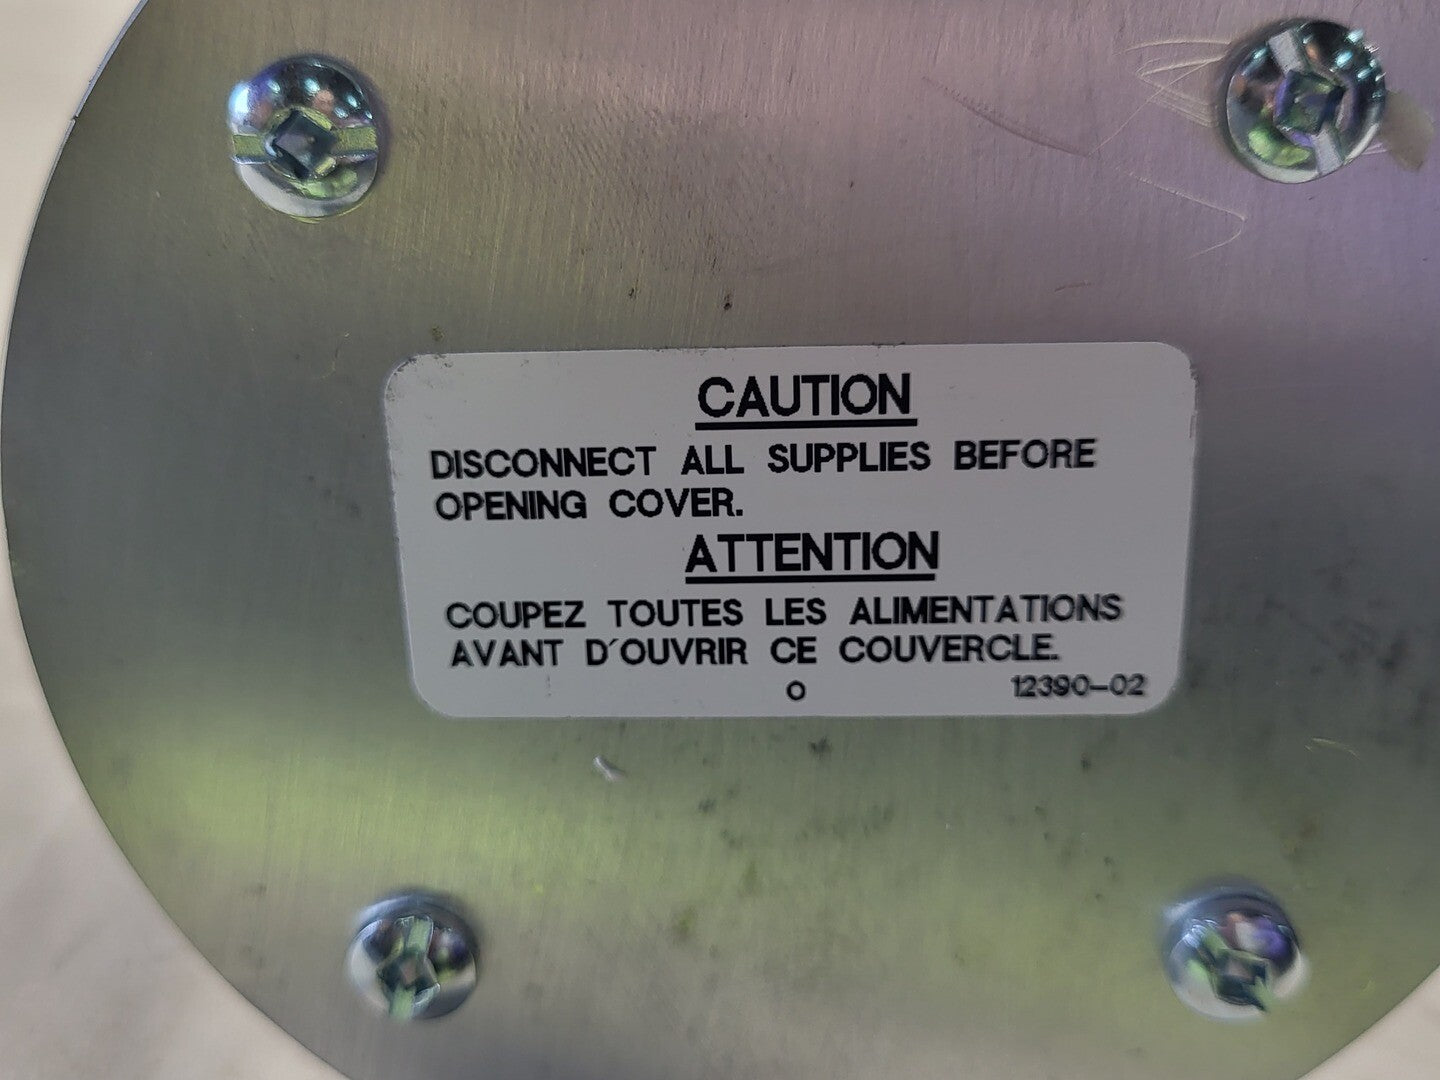 CAUTION
DISCONNECT ALL SUPPLIES BEFORE
OPENING COVER.
ATTENTION
COUPEZ TOUTES LES ALIMENTATIONS
AVANT D'OUVRIR CE COUVERCLE.
O 12390-02